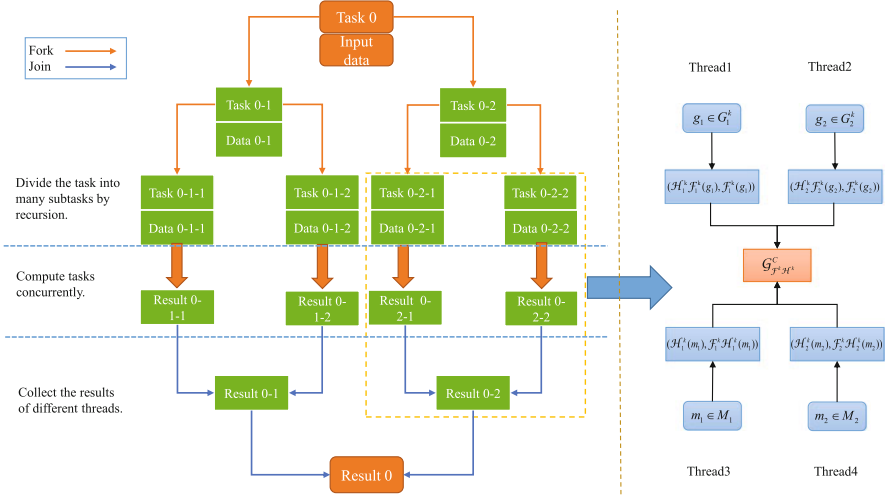 Task 0
Input
data
Fork
Join
Task 0-1
Data 0-1
Task 0-2
Data 0-2
Divide the task into
many subtasks by
recursion.
Task 0-1-1
Data 0-1-1
Task 0-1-2
Data 0-1-2
Task 0-2-1
Data 0-2-1
Task 0-2-2
Data 0-2-2
Compute tasks
concurrently.
Result 0-
1-1
Result 0-
1-2
Result 0-
-2-1
Result 0-
-2-2
Collect the results
of different threads.
Result 0-1
Result 0-2
Result 0
Thread1
Thread2
g₁ ∈ G₁ᵏ
g₂ ∈ G₂ᵏ
(ℋ₁ᵏℱ₁ᵏ(g₁), ℱ₁ᵏ(g₁))
(ℋ₂ᵏℱ₂ᵏ(g₂), ℱ₂ᵏ(g₂))
𝒢^C_{ℱᵏℋᵏ}
(ℋ₁ᵏ(m₁), ℱ₁ᵏℋ₁ᵏ(m₁))
(ℋ₂ᵏ(m₂), ℱ₂ᵏℋ₂ᵏ(m₂))
m₁ ∈ M₁
m₂ ∈ M₂
Thread3
Thread4